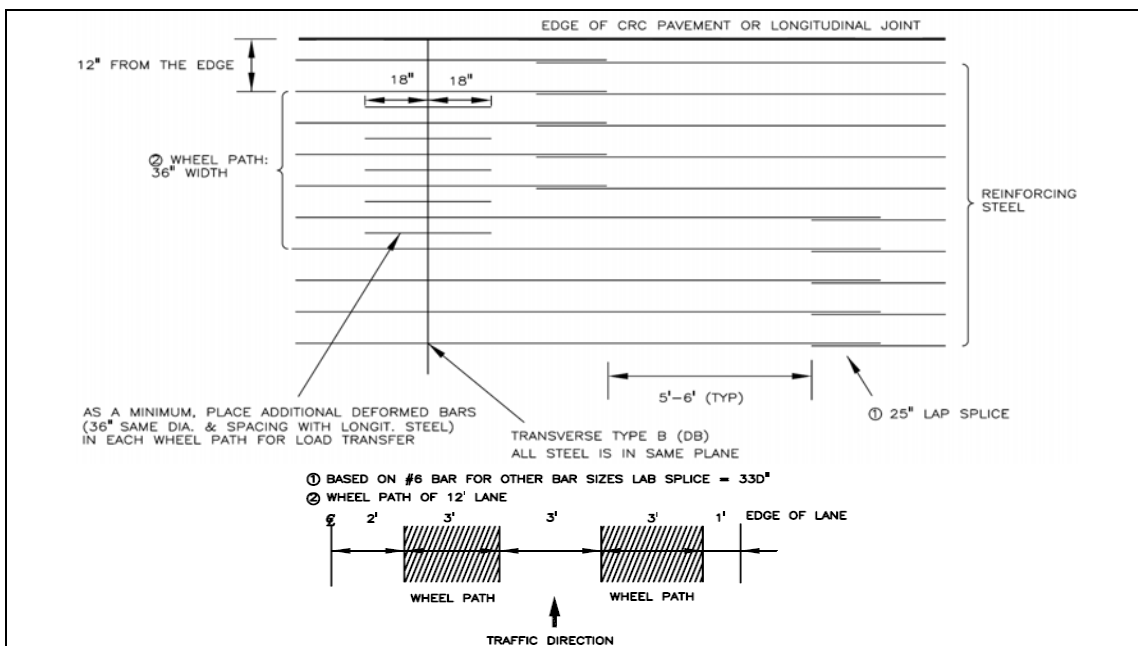 EDGE OF CRC PAVEMENT OR LONGITUDINAL JOINT
12" FROM THE EDGE
18"
18"
② WHEEL PATH:
36" WIDTH
REINFORCING
STEEL
5'-6' (TYP)
① 25" LAP SPLICE
AS A MINIMUM, PLACE ADDITIONAL DEFORMED BARS
(36" SAME DIA. & SPACING WITH LONGIT. STEEL)
IN EACH WHEEL PATH FOR LOAD TRANSFER
TRANSVERSE TYPE B (DB)
ALL STEEL IS IN SAME PLANE
① BASED ON #6 BAR FOR OTHER BAR SIZES LAB SPLICE = 33D"
② WHEEL PATH OF 12' LANE
℄ 2' 3' 3' 3' 1' EDGE OF LANE
WHEEL PATH
WHEEL PATH
TRAFFIC DIRECTION